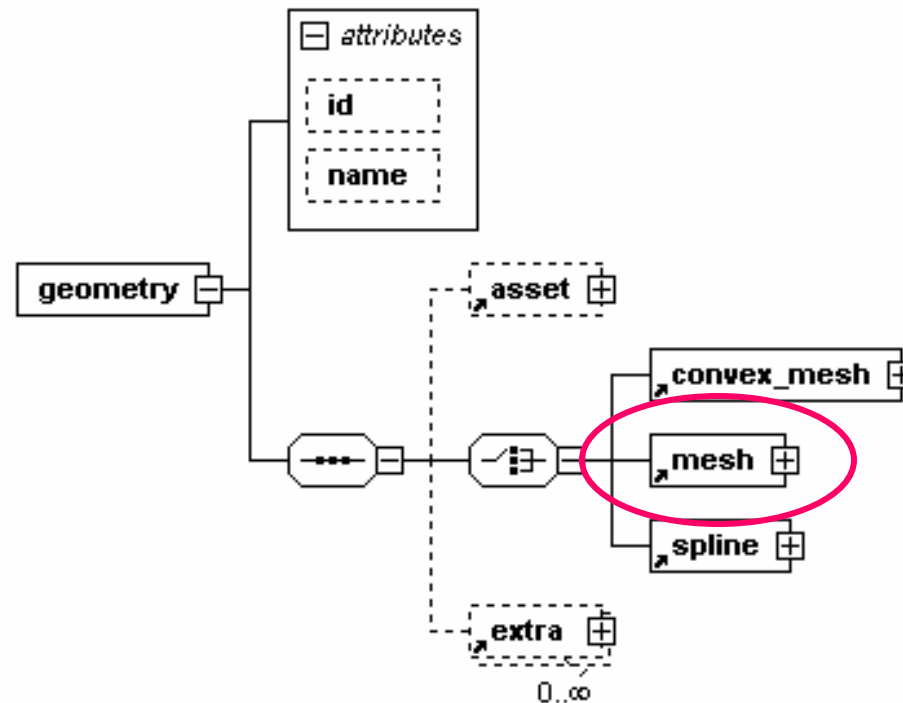 attributes
id
name
geometry
asset
convex_mesh
mesh
spline
extra
0..∞